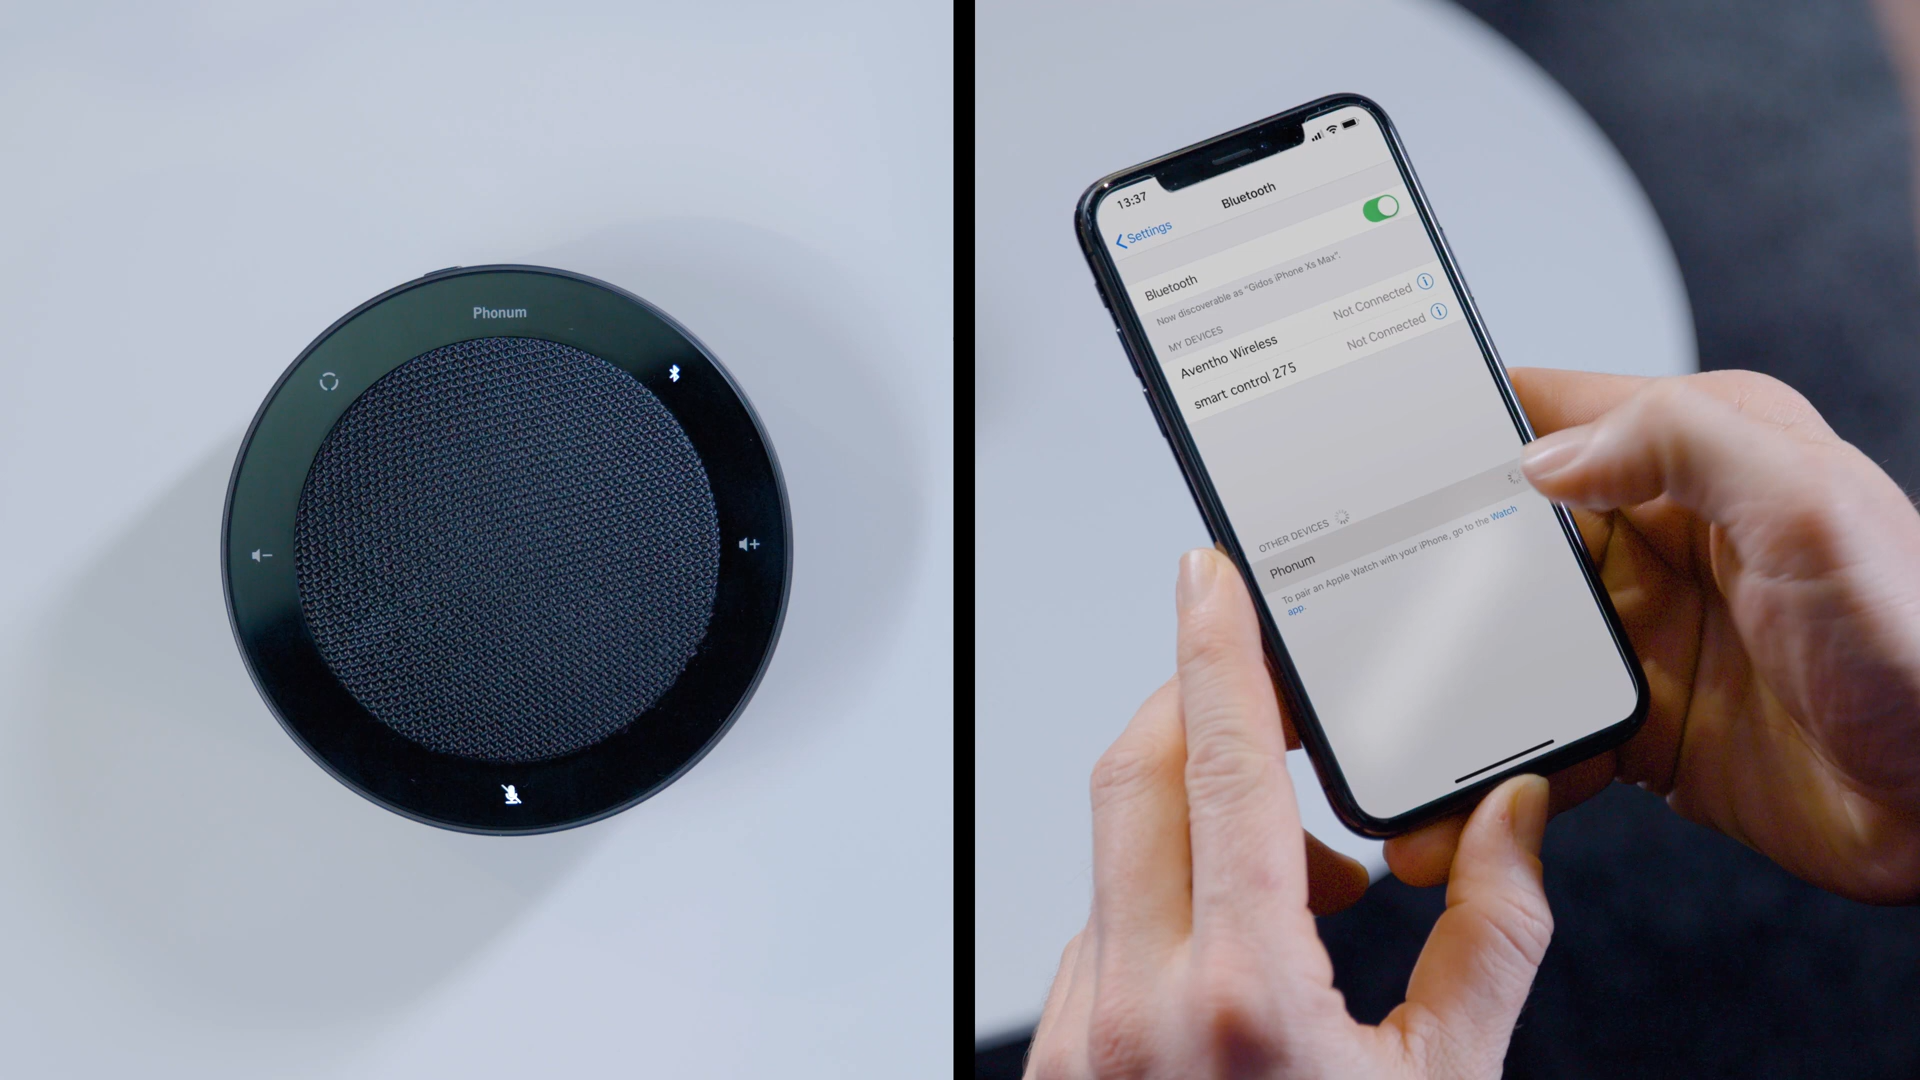 Phonum
13:37
Settings
Bluetooth
Bluetooth
Now discoverable as "Gidos iPhone Xs Max".
MY DEVICES
Aventho Wireless Not Connected
smart control 275 Not Connected
OTHER DEVICES
Phonum
To pair an Apple Watch with your iPhone, go to the Watch
app.